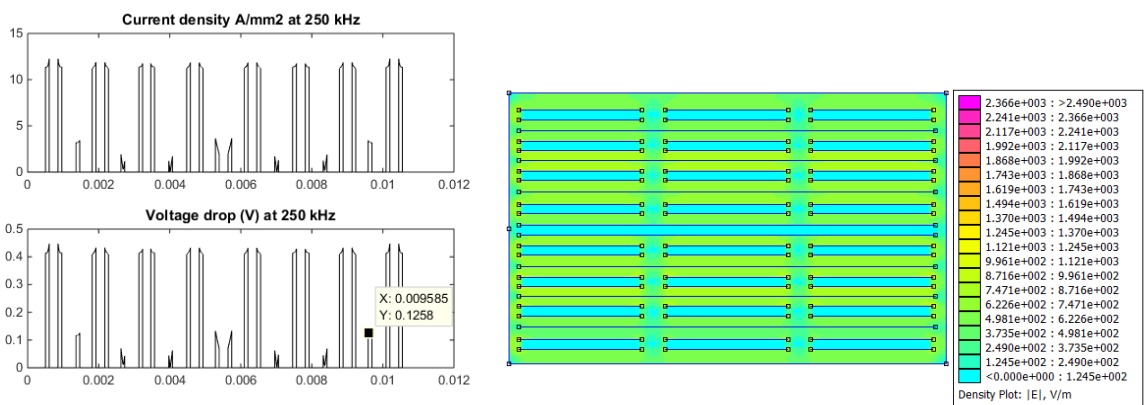 Current density A/mm2 at 250 kHz
15
10
5
0
0 0.002 0.004 0.006 0.008 0.01 0.012
Voltage drop (V) at 250 kHz
0.5
0.4
0.3
0.2
0.1
0
X: 0.009585
Y: 0.1258
0 0.002 0.004 0.006 0.008 0.01 0.012
2.366e+003 : >2.490e+003
2.241e+003 : 2.366e+003
2.117e+003 : 2.241e+003
1.992e+003 : 2.117e+003
1.868e+003 : 1.992e+003
1.743e+003 : 1.868e+003
1.619e+003 : 1.743e+003
1.494e+003 : 1.619e+003
1.370e+003 : 1.494e+003
1.245e+003 : 1.370e+003
1.121e+003 : 1.245e+003
9.961e+002 : 1.121e+003
8.716e+002 : 9.961e+002
7.471e+002 : 8.716e+002
6.226e+002 : 7.471e+002
4.981e+002 : 6.226e+002
3.735e+002 : 4.981e+002
2.490e+002 : 3.735e+002
1.245e+002 : 2.490e+002
<0.000e+000 : 1.245e+002
Density Plot: |E|, V/m